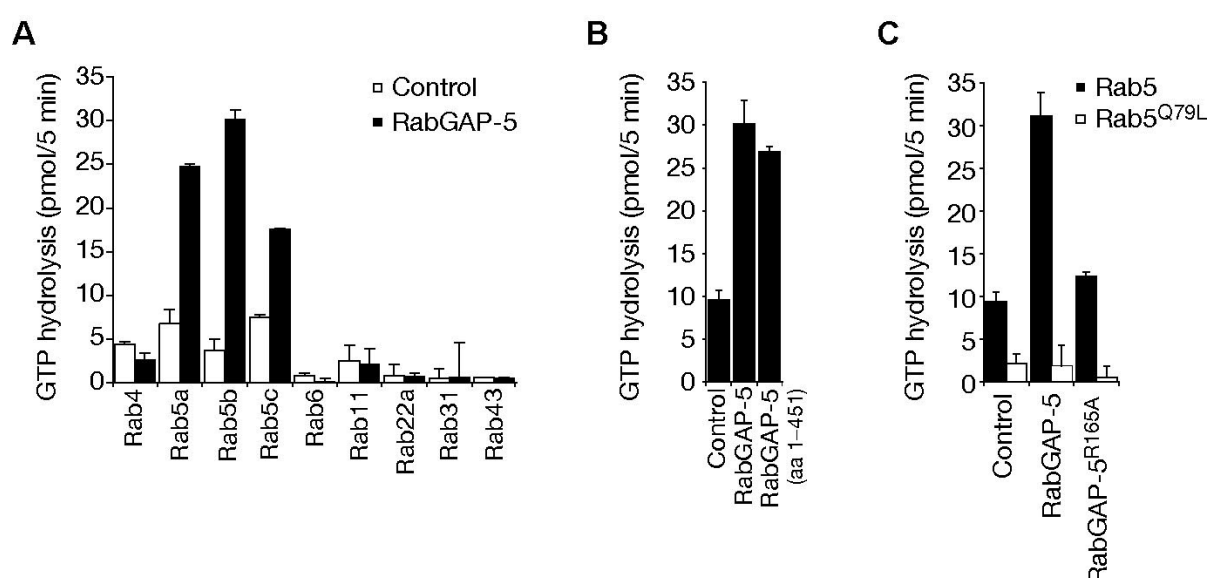 A
GTP hydrolysis (pmol/5 min)
35
30
25
20
15
10
5
0
Control
RabGAP-5
Rab4
Rab5a
Rab5b
Rab5c
Rab6
Rab11
Rab22a
Rab31
Rab43
B
GTP hydrolysis (pmol/5 min)
35
30
25
20
15
10
5
0
Control
RabGAP-5
RabGAP-5
(aa 1–451)
C
GTP hydrolysis (pmol/5 min)
35
30
25
20
15
10
5
0
Rab5
Rab5Q79L
Control
RabGAP-5
RabGAP-5R165A